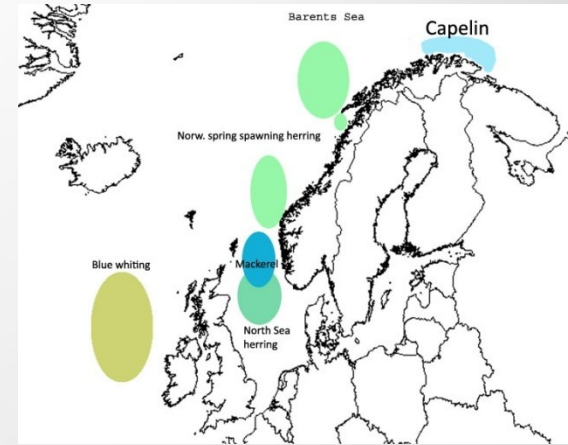 Barents Sea
Capelin
Norw. spring spawning herring
Blue whiting
Mackerel
North Sea
herring